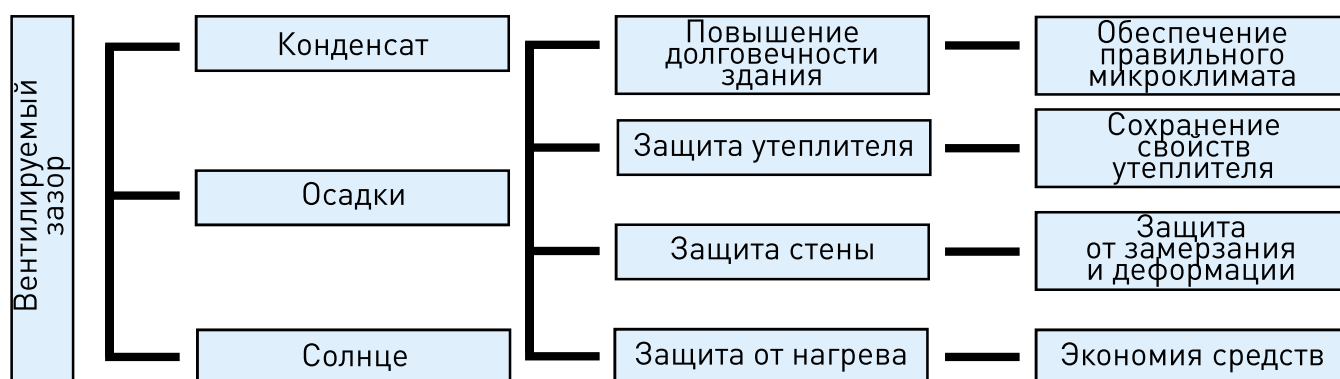 Вентилируемый
зазор
Конденсат
Осадки
Солнце
Повышение
долговечности
здания
Защита утеплителя
Защита стены
Защита от нагрева
Обеспечение
правильного
микроклимата
Сохранение
свойств
утеплителя
Защита
от замерзания
и деформации
Экономия средств